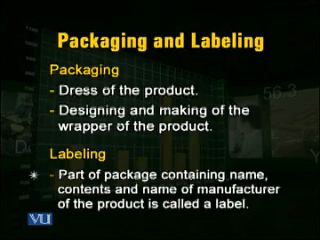 Packaging and Labeling
Packaging
- Dress of the product.
- Designing and making of the
wrapper of the product.
Labeling
- Part of package containing name,
contents and name of manufacturer
of the product is called a label.
VU